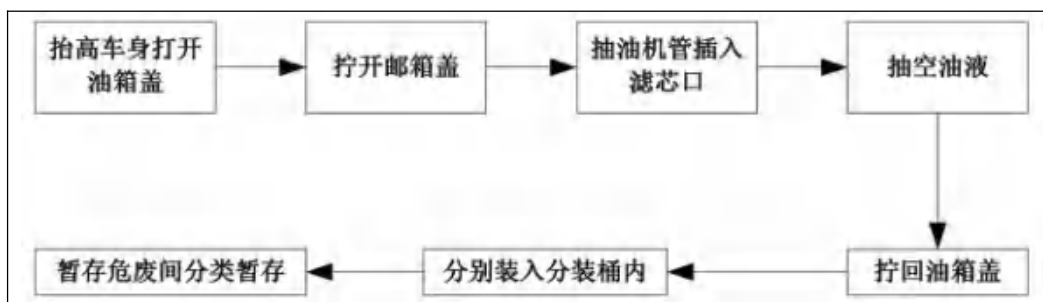 抬高车身打开
油箱盖
拧开邮箱盖
抽油机管插入
滤芯口
抽空油液
拧回油箱盖
分别装入分装桶内
暂存危废间分类暂存